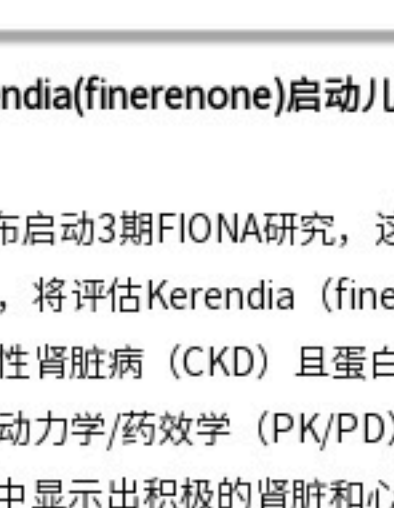 ndia(finerenone)启动儿
布启动3期FIONA研究，这
，将评估Kerendia（fine
性肾脏病（CKD）且蛋白
动力学/药效学（PK/PD）
中显示出积极的肾脏和心